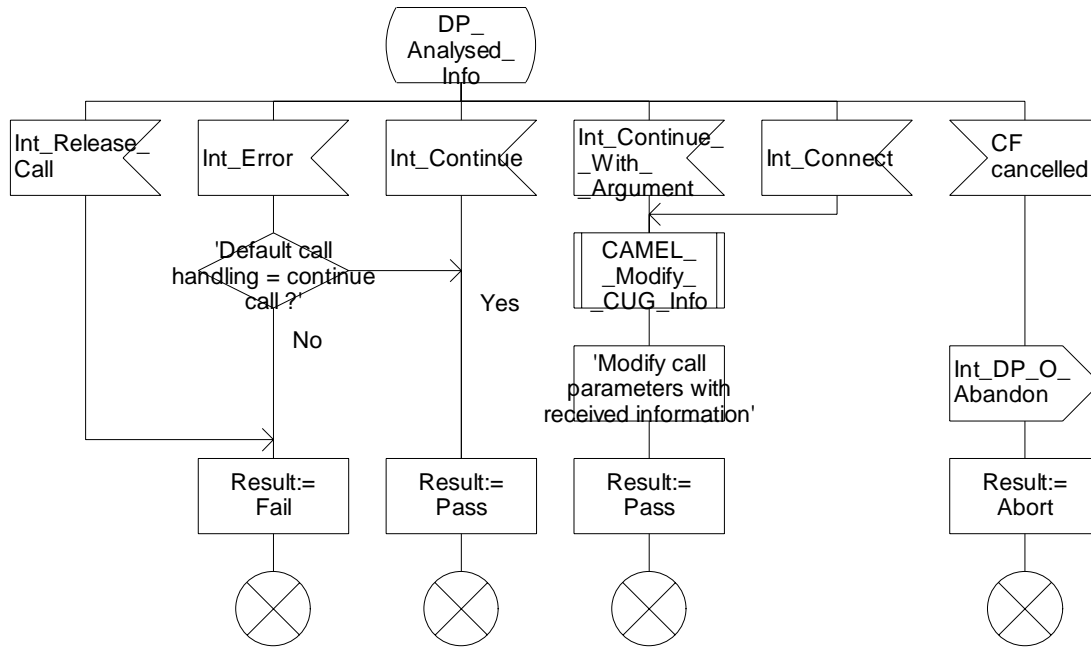 DP_
Analysed_
Info
Int_Release_
Call
Int_Error
Int_Continue
Int_Continue_
_With_
_Argument
Int_Connect
CF
cancelled
'Default call
handling = continue
call ?'
Yes
No
CAMEL_
_Modify_
_CUG_Info
'Modify call
parameters with
received information'
Int_DP_O_
Abandon
Result:=
Fail
Result:=
Pass
Result:=
Pass
Result:=
Abort